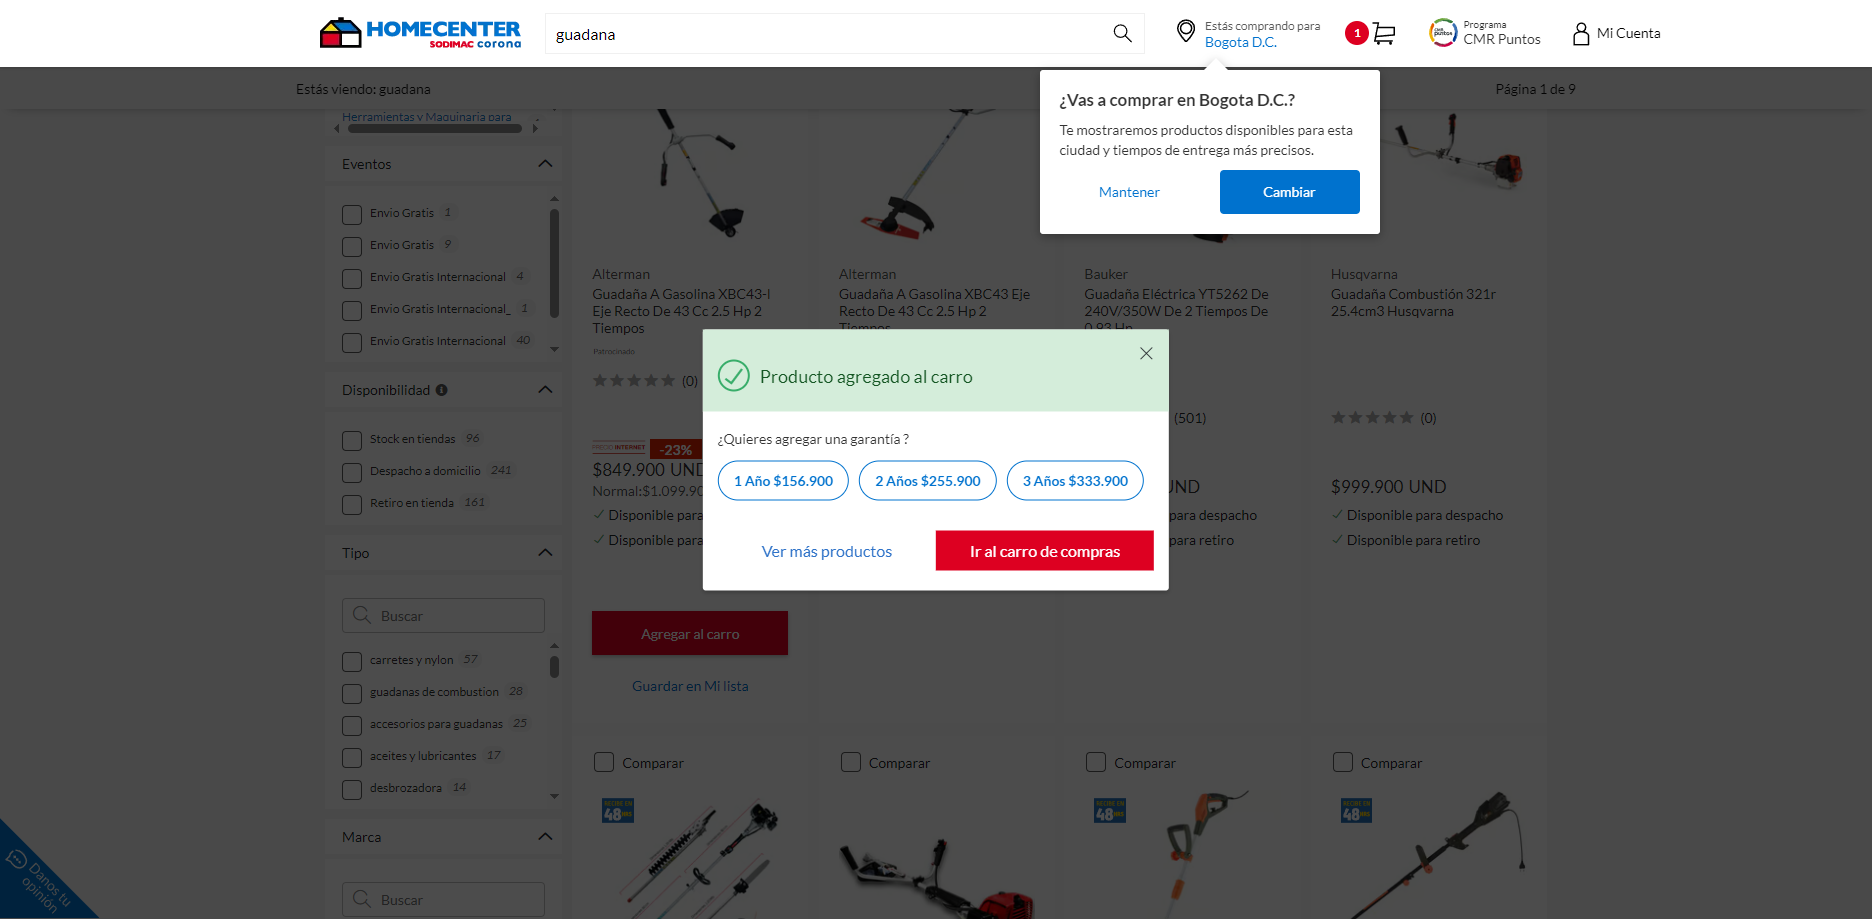 HOMECENTER
SODIMAC corona
guadana
Estás comprando para
Bogota D.C.
1
Programa
CMR Puntos
Mi Cuenta
Estás viendo: guadana
Página 1 de 9
¿Vas a comprar en Bogota D.C.?
Te mostraremos productos disponibles para esta
ciudad y tiempos de entrega más precisos.
Mantener
Cambiar
Herramientas y Maquinaria para
Eventos
Envio Gratis 1
Envio Gratis 9
Envio Gratis Internacional 4
Envio Gratis Internacional_ 1
Envio Gratis Internacional 40
Disponibilidad
Stock en tiendas 96
Despacho a domicilio 241
Retiro en tienda 161
Tipo
Buscar
carretes y nylon 57
guadanas de combustion 28
accesorios para guadanas 25
aceites y lubricantes 17
desbrozadora 14
Marca
Buscar
Danos tu
opinión
Alterman
Guadaña A Gasolina XBC43-I
Eje Recto De 43 Cc 2.5 Hp 2
Tiempos
Patrocinado
(0)
PRECIO INTERNET
-23%
$849.900 UND
Normal:$1.099.90
Disponible para
Disponible para
Agregar al carro
Guardar en Mi lista
Alterman
Guadaña A Gasolina XBC43 Eje
Recto De 43 Cc 2.5 Hp 2
Tiempos
Bauker
Guadaña Eléctrica YT5262 De
240V/350W De 2 Tiempos De
0.93 Hp
(501)
UND
para despacho
para retiro
Husqvarna
Guadaña Combustión 321r
25.4cm3 Husqvarna
(0)
$999.900 UND
Disponible para despacho
Disponible para retiro
Producto agregado al carro
¿Quieres agregar una garantía ?
1 Año $156.900
2 Años $255.900
3 Años $333.900
Ver más productos
Ir al carro de compras
Comparar
Comparar
Comparar
Comparar
RECIBE EN
48HRS
RECIBE EN
48HRS
RECIBE EN
48HRS